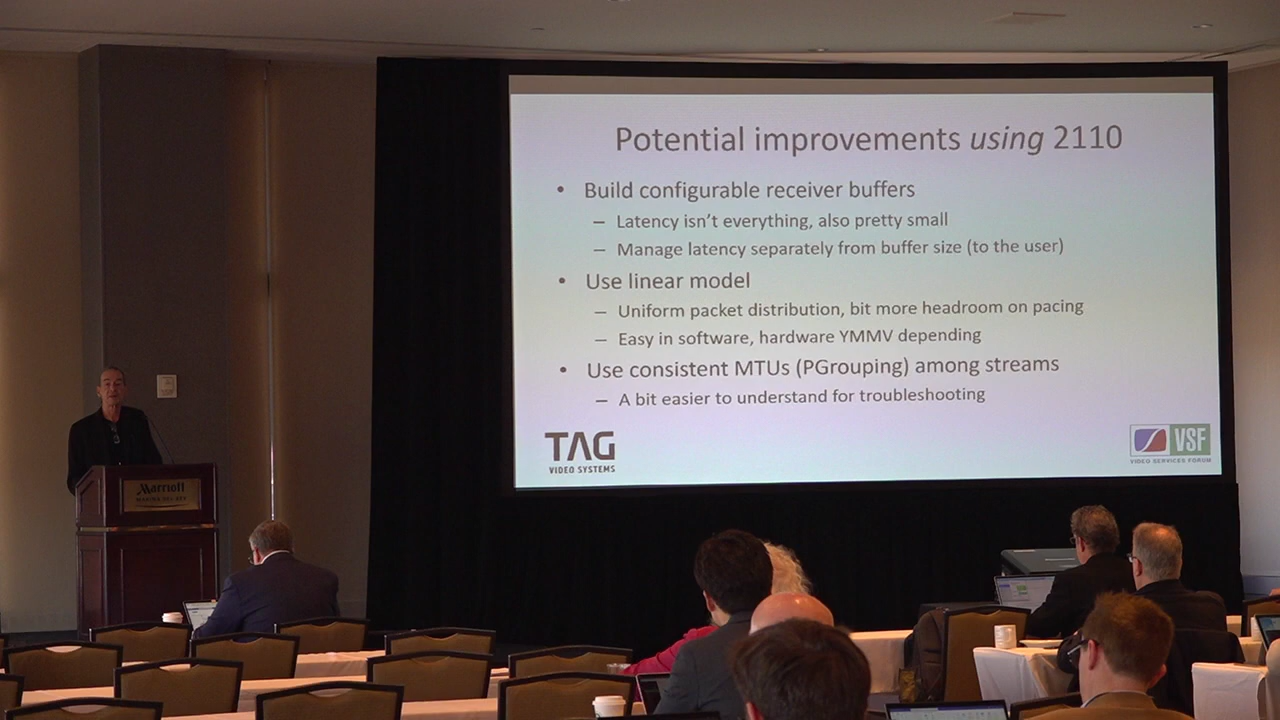 Potential improvements using 2110
• Build configurable receiver buffers
– Latency isn't everything, also pretty small
– Manage latency separately from buffer size (to the user)
• Use linear model
– Uniform packet distribution, bit more headroom on pacing
– Easy in software, hardware YMMV depending
• Use consistent MTUs (PGrouping) among streams
– A bit easier to understand for troubleshooting
TAG
VIDEO SYSTEMS
VSF
VIDEO SERVICES FORUM
Marriott
MARINA DEL REY